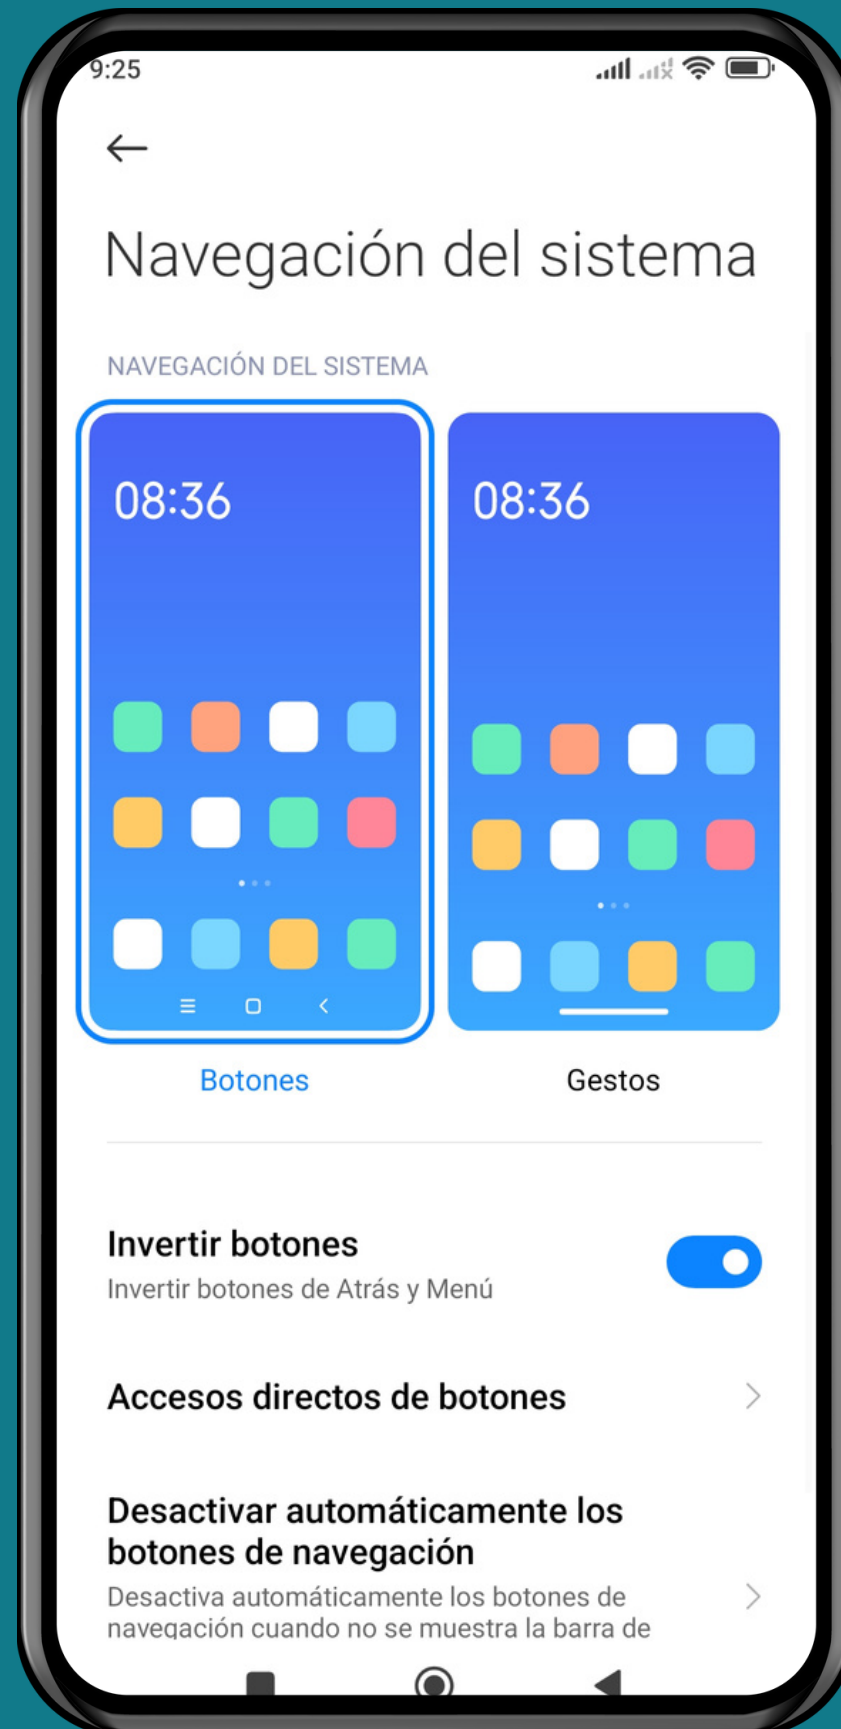 9:25
Navegación del sistema
NAVEGACIÓN DEL SISTEMA
08:36
08:36
Botones
Gestos
Invertir botones
Invertir botones de Atrás y Menú
Accesos directos de botones
Desactivar automáticamente los
botones de navegación
Desactiva automáticamente los botones de
navegación cuando no se muestra la barra de